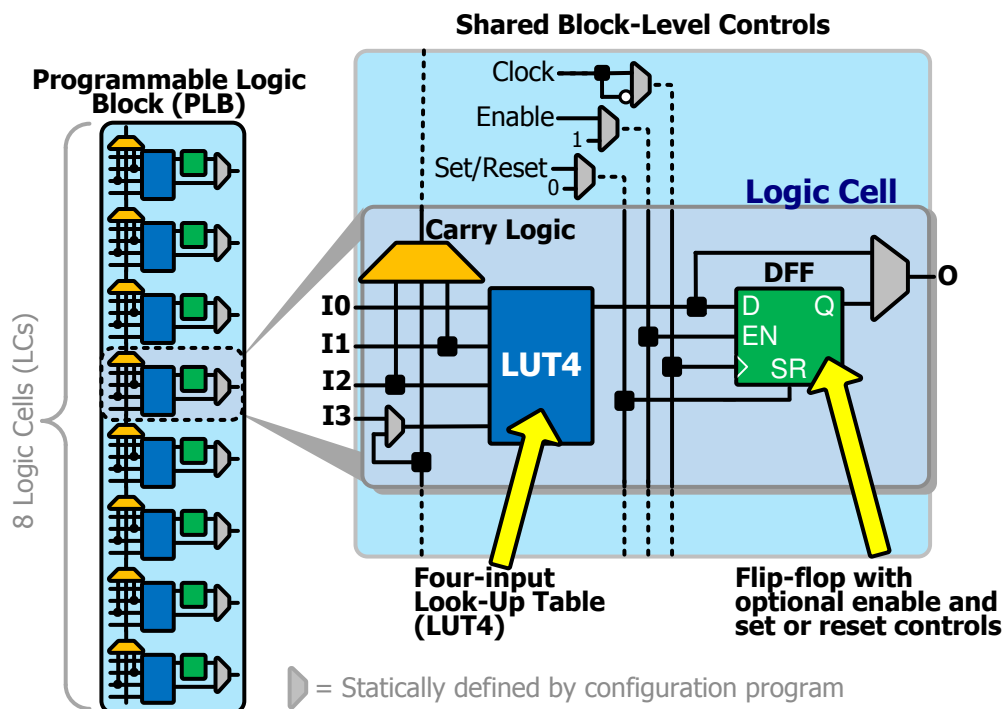 Shared Block-Level Controls
Programmable Logic
Block (PLB)
8 Logic Cells (LCs)
Clock
Enable
1
Set/Reset
0
Logic Cell
Carry Logic
I0
I1
I2
I3
LUT4
DFF
D
Q
EN
SR
O
Four-input
Look-Up Table
(LUT4)
Flip-flop with
optional enable and
set or reset controls
= Statically defined by configuration program